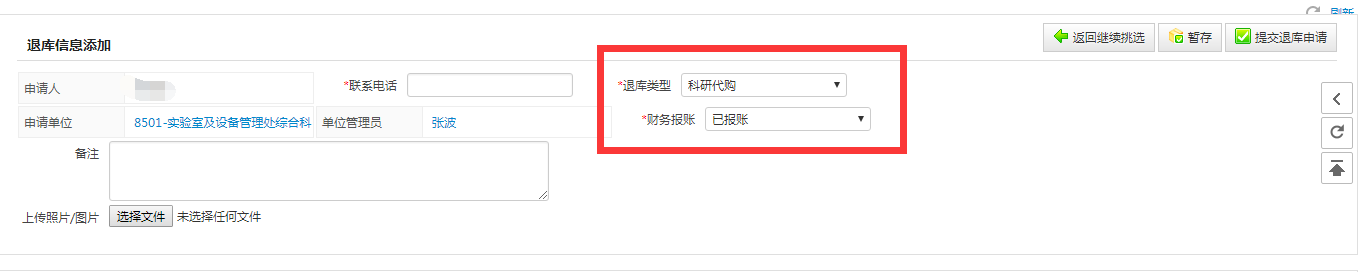 刷新
退库信息添加
返回继续挑选 暂存 提交退库申请
申请人 *联系电话 *退库类型 科研代购
申请单位 8501-实验室及设备管理处综合科 单位管理员 张波 *财务报账 已报账
备注
上传照片/图片 选择文件 未选择任何文件